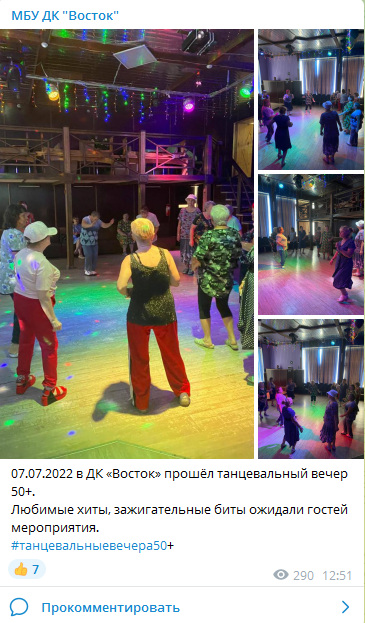 МБУ ДК "Восток"
07.07.2022 в ДК «Восток» прошёл танцевальный вечер
50+.
Любимые хиты, зажигательные биты ожидали гостей
мероприятия.
#танцевальныевечера50+
👍 7
290 12:51
Прокомментировать